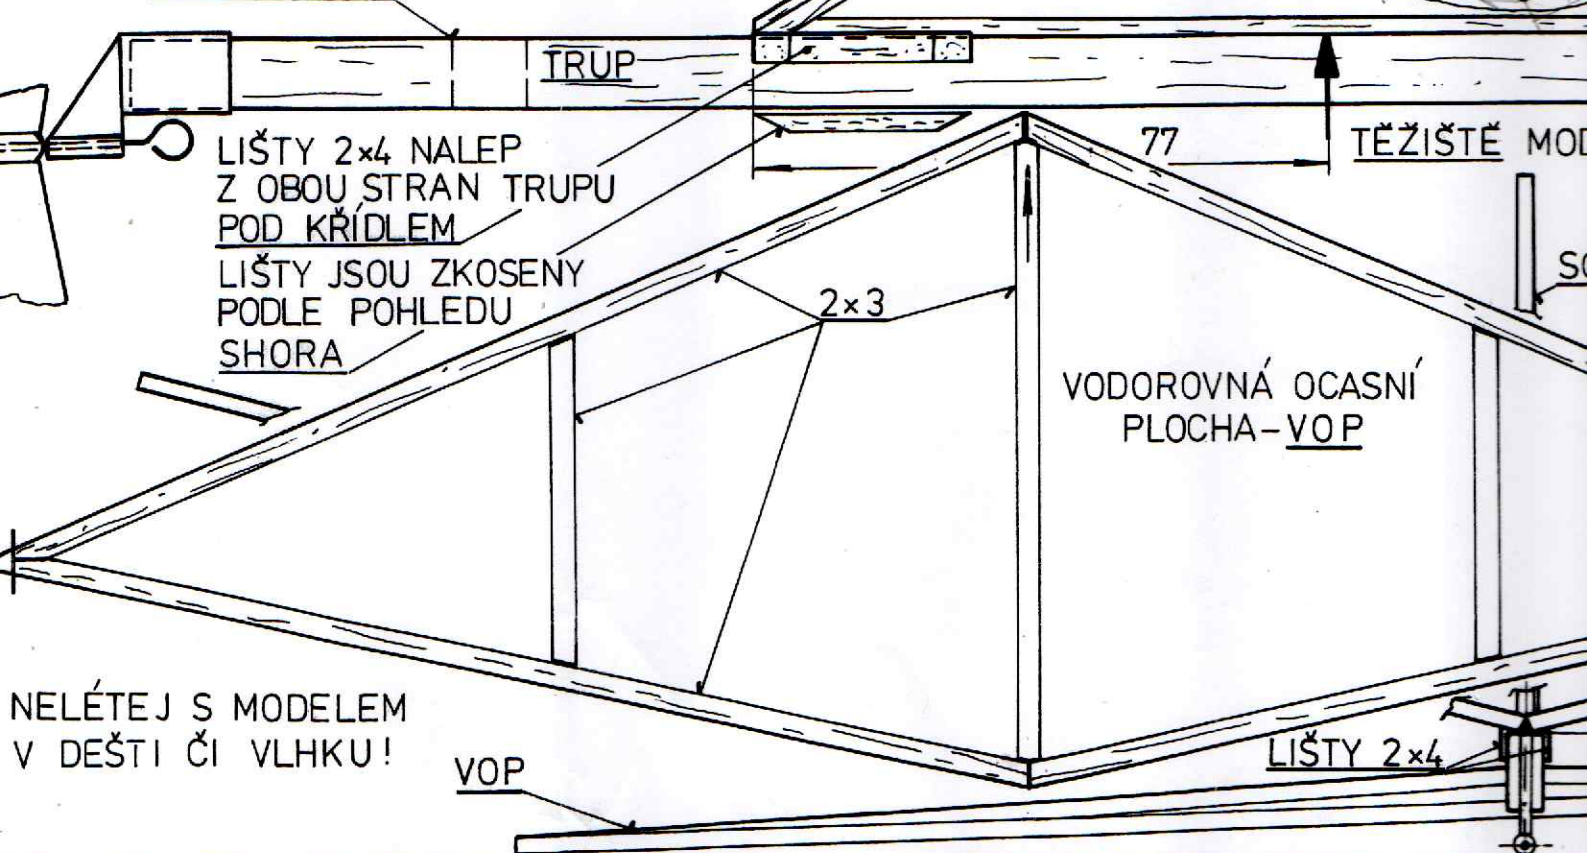 TRUP
LIŠTY 2×4 NALEP
Z OBOU STRAN TRUPU
POD KŘÍDLEM
77
TĚŽIŠTĚ
LIŠTY JSOU ZKOSENY
PODLE POHLEDU
SHORA
2×3
VODOROVNÁ OCASNÍ
PLOCHA-VOP
NELÉTEJ S MODELEM
V DEŠTI ČI VLHKU!
VOP
LIŠTY 2×4